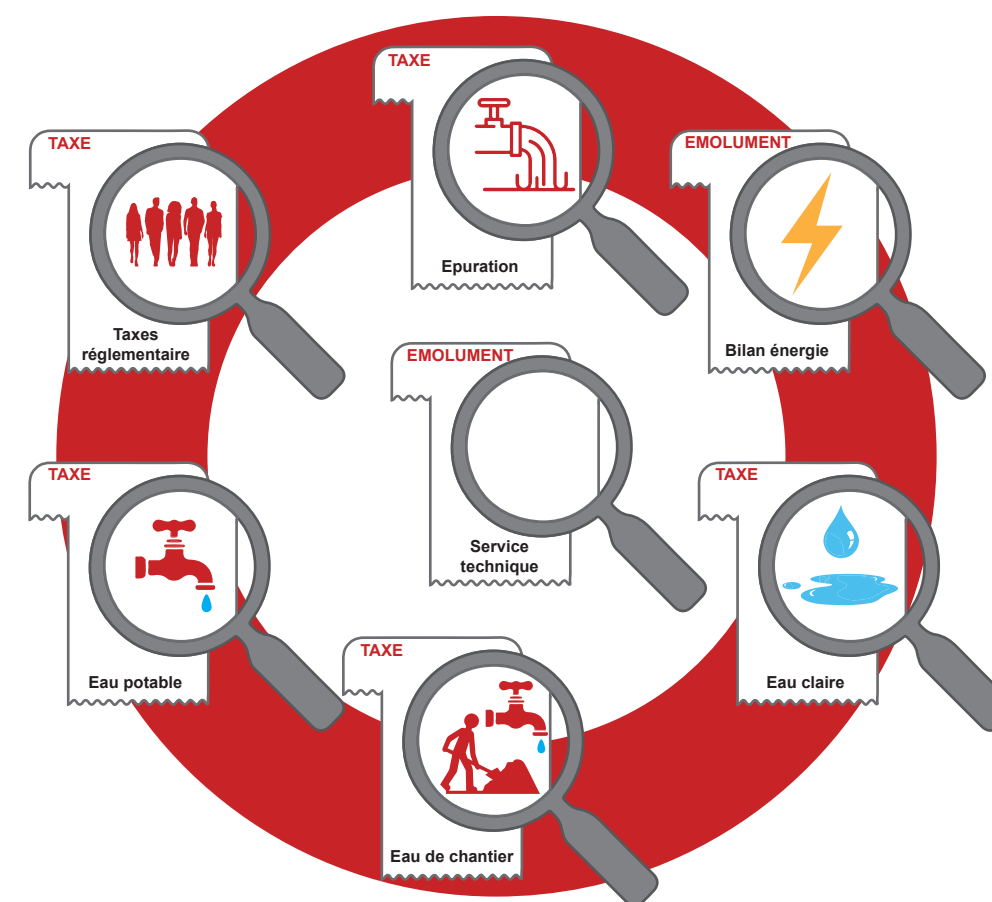 TAXE
Epuration
TAXE
Taxes
réglementaire
EMOLUMENT
Bilan énergie
EMOLUMENT
Service
technique
TAXE
Eau potable
TAXE
Eau claire
TAXE
Eau de chantier